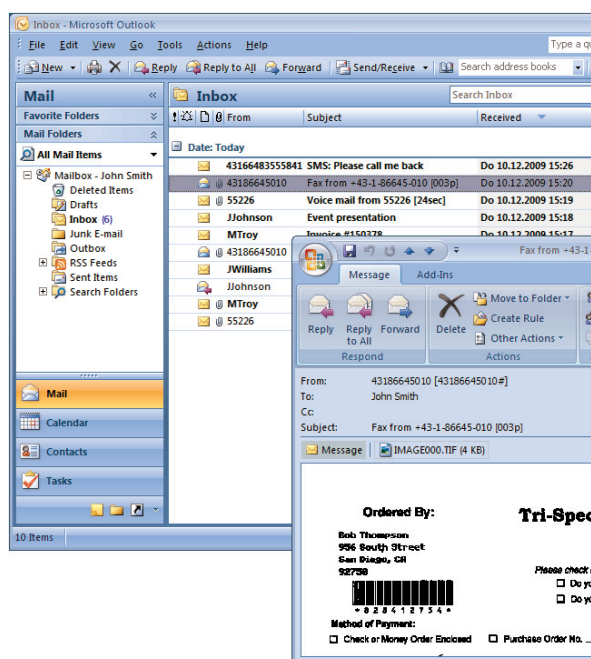 Inbox - Microsoft Outlook
File Edit View Go Tools Actions Help
Type a
New Reply Reply to All Forward Send/Receive Search address books
Mail
Favorite Folders
Mail Folders
All Mail Items
Mailbox - John Smith
Deleted Items
Drafts
Inbox (6)
Junk E-mail
Outbox
RSS Feeds
Sent Items
Search Folders
Mail
Calendar
Contacts
Tasks
10 Items
Inbox Search Inbox
! From Subject Received
Date: Today
43166483555841 SMS: Please call me back Do 10.12.2009 15:26
43186645010 Fax from +43-1-86645-010 [003p] Do 10.12.2009 15:20
55226 Voice mail from 55226 [24sec] Do 10.12.2009 15:19
JJohnson Event presentation Do 10.12.2009 15:18
MTroy Invoice #150378 Do 10.12.2009 15:17
43186645010
JWilliams
JJohnson
MTroy
55226
Fax from +43-1
Message Add-Ins
Reply Reply to All Forward Delete Move to Folder
Create Rule
Other Actions
Respond Actions
From: 43186645010 [43186645010#]
To: John Smith
Cc:
Subject: Fax from +43-1-86645-010 [003p]
Message IMAGE000.TIF (4 KB)
Ordered By: Tri-Spec
Bob Thompson
956 South Street
San Diego, CA
92750
Please check
Do yo
Do yo
*828412754*
Method of Payment:
Check or Money Order Enclosed Purchase Order No.